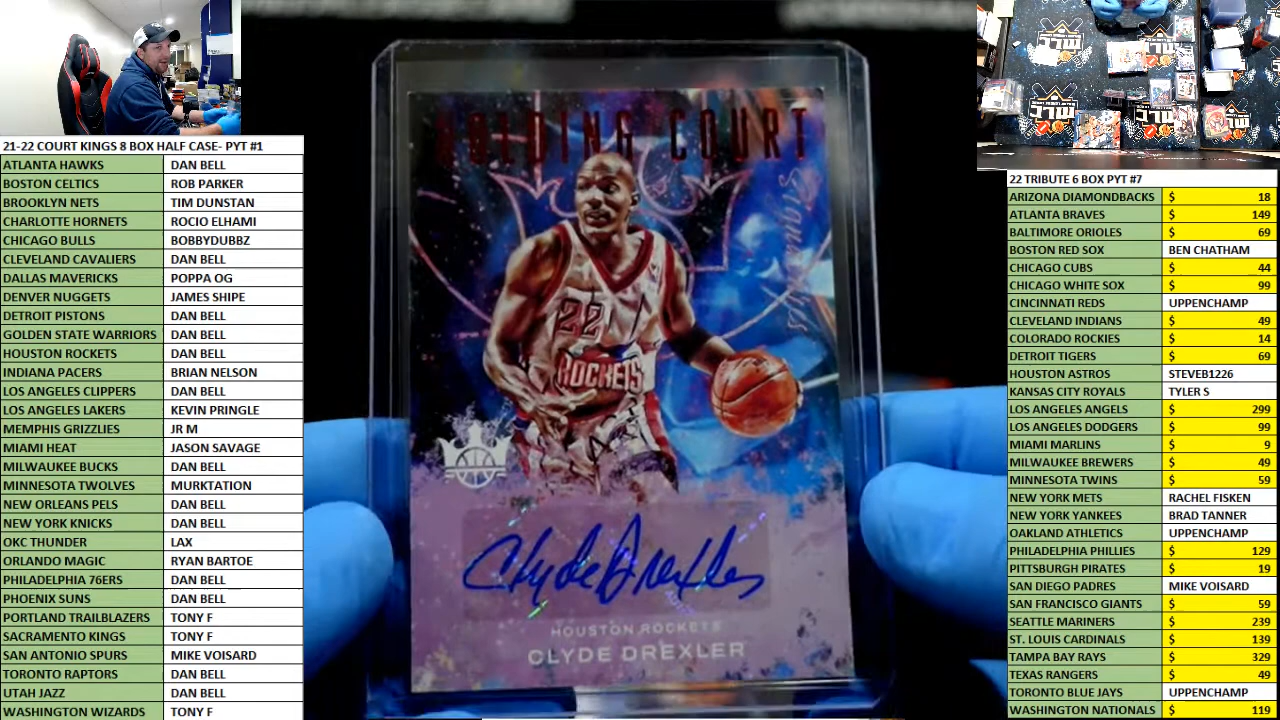 21-22 COURT KINGS 8 BOX HALF CASE- PYT #1
ATLANTA HAWKS DAN BELL
BOSTON CELTICS ROB PARKER
BROOKLYN NETS TIM DUNSTAN
CHARLOTTE HORNETS ROCIO ELHAMI
CHICAGO BULLS BOBBYDUBBZ
CLEVELAND CAVALIERS DAN BELL
DALLAS MAVERICKS POPPA OG
DENVER NUGGETS JAMES SHIPE
DETROIT PISTONS DAN BELL
GOLDEN STATE WARRIORS DAN BELL
HOUSTON ROCKETS DAN BELL
INDIANA PACERS BRIAN NELSON
LOS ANGELES CLIPPERS DAN BELL
LOS ANGELES LAKERS KEVIN PRINGLE
MEMPHIS GRIZZLIES JR M
MIAMI HEAT JASON SAVAGE
MILWAUKEE BUCKS DAN BELL
MINNESOTA TWOLVES MURKTATION
NEW ORLEANS PELS DAN BELL
NEW YORK KNICKS DAN BELL
OKC THUNDER LAX
ORLANDO MAGIC RYAN BARTOE
PHILADELPHIA 76ERS DAN BELL
PHOENIX SUNS DAN BELL
PORTLAND TRAILBLAZERS TONY F
SACRAMENTO KINGS TONY F
SAN ANTONIO SPURS MIKE VOISARD
TORONTO RAPTORS DAN BELL
UTAH JAZZ DAN BELL
WASHINGTON WIZARDS TONY F
HOLDING COURT
Signatures
22
ROCKETS
Clyde Drexler
HOUSTON ROCKETS
CLYDE DREXLER
22 TRIBUTE 6 BOX PYT #7
ARIZONA DIAMONDBACKS $ 18
ATLANTA BRAVES $ 149
BALTIMORE ORIOLES $ 69
BOSTON RED SOX BEN CHATHAM
CHICAGO CUBS $ 44
CHICAGO WHITE SOX $ 99
CINCINNATI REDS UPPENCHAMP
CLEVELAND INDIANS $ 49
COLORADO ROCKIES $ 14
DETROIT TIGERS $ 69
HOUSTON ASTROS STEVEB1226
KANSAS CITY ROYALS TYLER S
LOS ANGELES ANGELS $ 299
LOS ANGELES DODGERS $ 99
MIAMI MARLINS $ 9
MILWAUKEE BREWERS $ 49
MINNESOTA TWINS $ 59
NEW YORK METS RACHEL FISKEN
NEW YORK YANKEES BRAD TANNER
OAKLAND ATHLETICS UPPENCHAMP
PHILADELPHIA PHILLIES $ 129
PITTSBURGH PIRATES $ 19
SAN DIEGO PADRES MIKE VOISARD
SAN FRANCISCO GIANTS $ 59
SEATTLE MARINERS $ 239
ST. LOUIS CARDINALS $ 139
TAMPA BAY RAYS $ 329
TEXAS RANGERS $ 49
TORONTO BLUE JAYS UPPENCHAMP
WASHINGTON NATIONALS $ 119